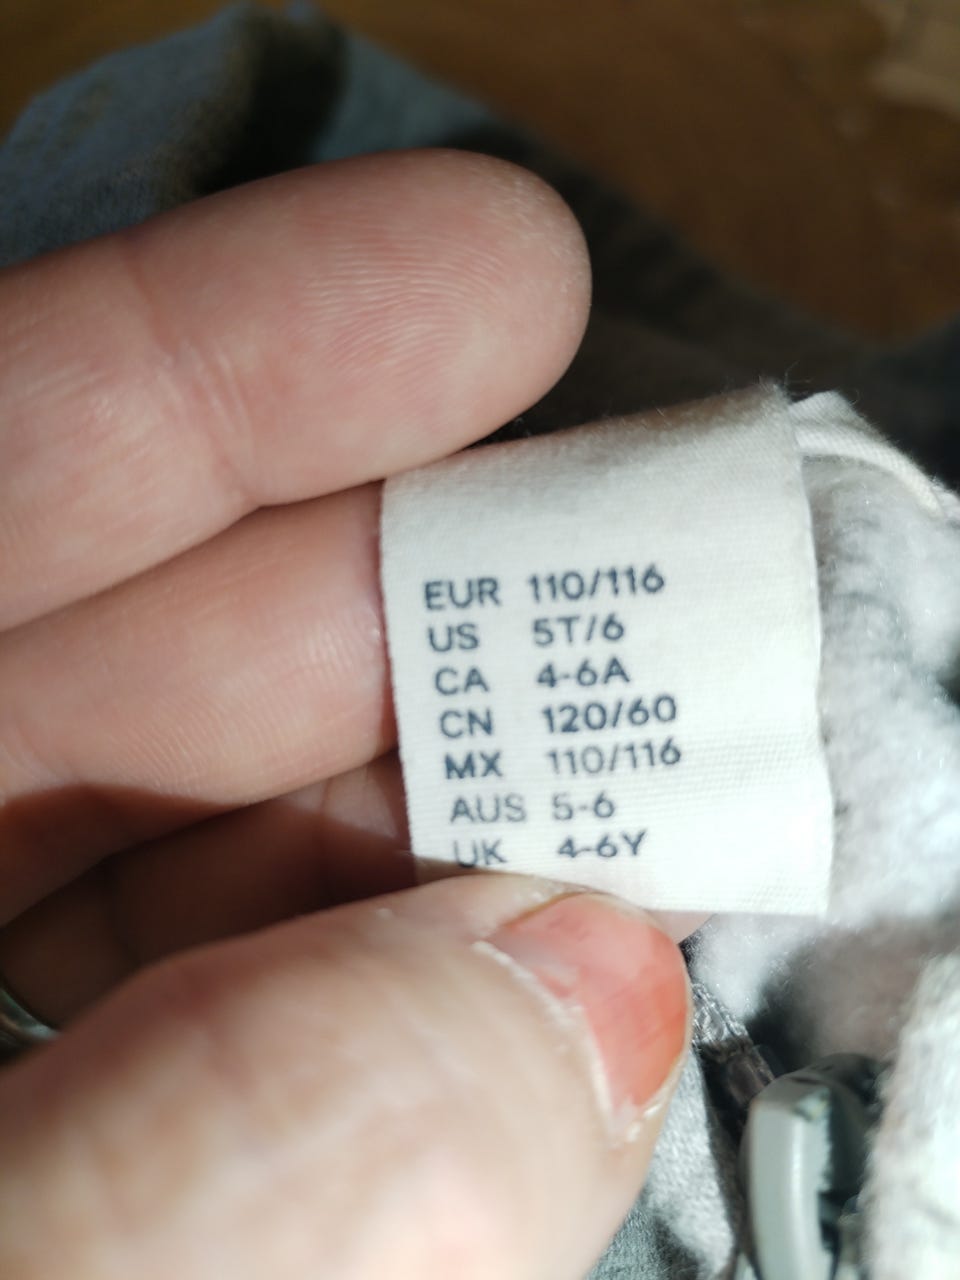 EUR 110/116
US 5T/6
CA 4-6A
CN 120/60
MX 110/116
AUS 5-6
UK 4-6Y